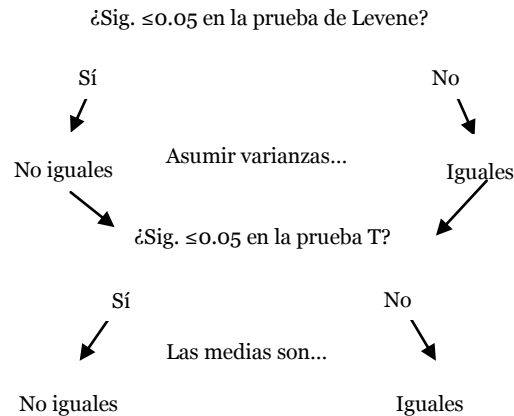 ¿Sig. ≤0.05 en la prueba de Levene?
Sí
No
No iguales
Asumir varianzas...
Iguales
¿Sig. ≤0.05 en la prueba T?
Sí
No
Las medias son...
No iguales
Iguales